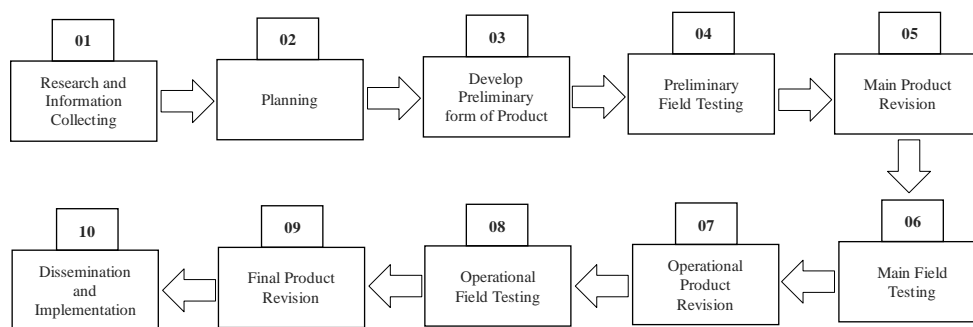 01
Research and
Information
Collecting
02
Planning
03
Develop
Preliminary
form of Product
04
Preliminary
Field Testing
05
Main Product
Revision
06
Main Field
Testing
07
Operational
Product
Revision
08
Operational
Field Testing
09
Final Product
Revision
10
Dissemination
and
Implementation